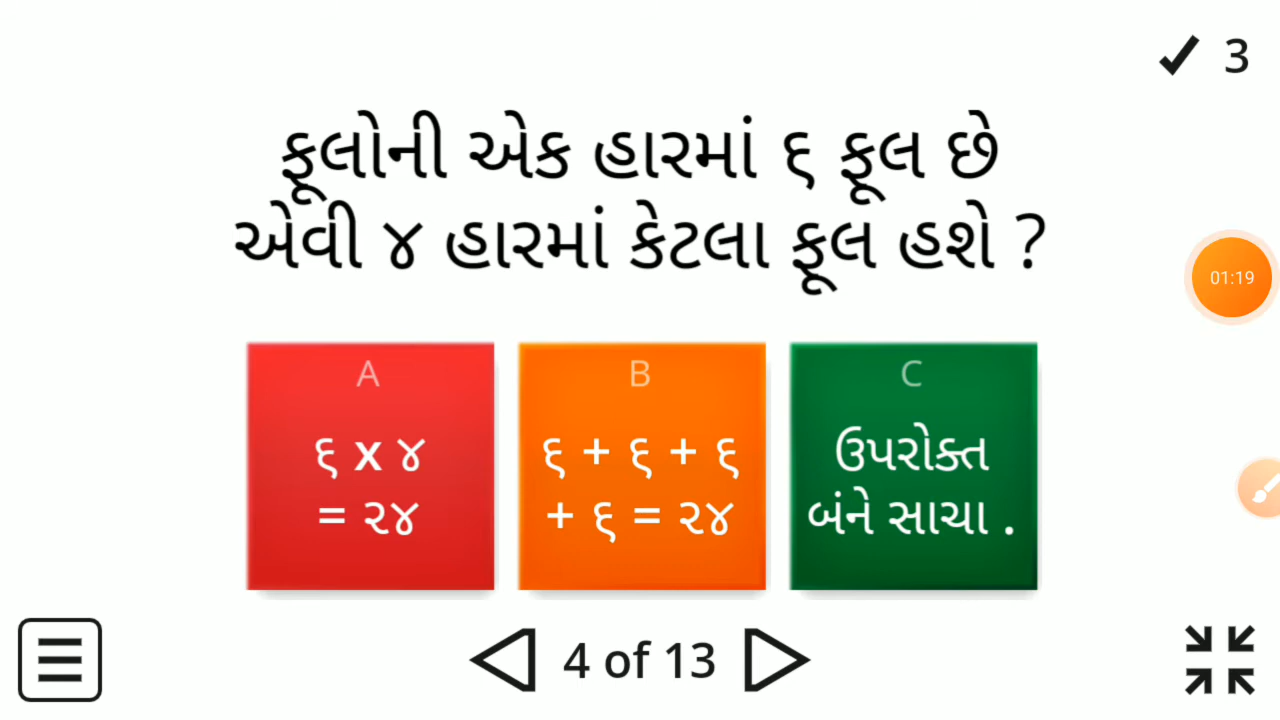 ✓ 3
ફૂલોની એક હારમાં ૬ ફૂલ છે
એવી ૪ હારમાં કેટલા ફૂલ હશે ?
01:19
A
૬ x ૪
= ૨૪
B
૬ + ૬ + ૬
+ ૬ = ૨૪
C
ઉપરોક્ત
બંને સાચા .
4 of 13